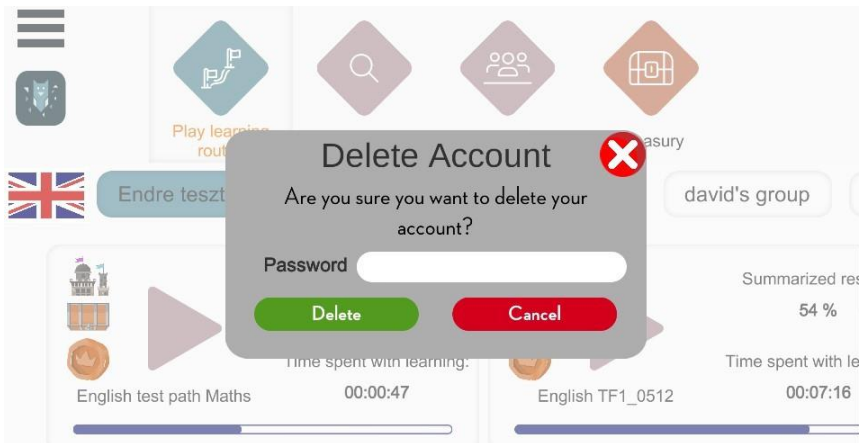 Play learning
rout
asury
Delete Account
Are you sure you want to delete your
account?
Password
Delete
Cancel
Endre teszt
david's group
Summarized res
54 %
Time spent with learning:
00:00:47
English test path Maths
Time spent with le
00:07:16
English TF1_0512